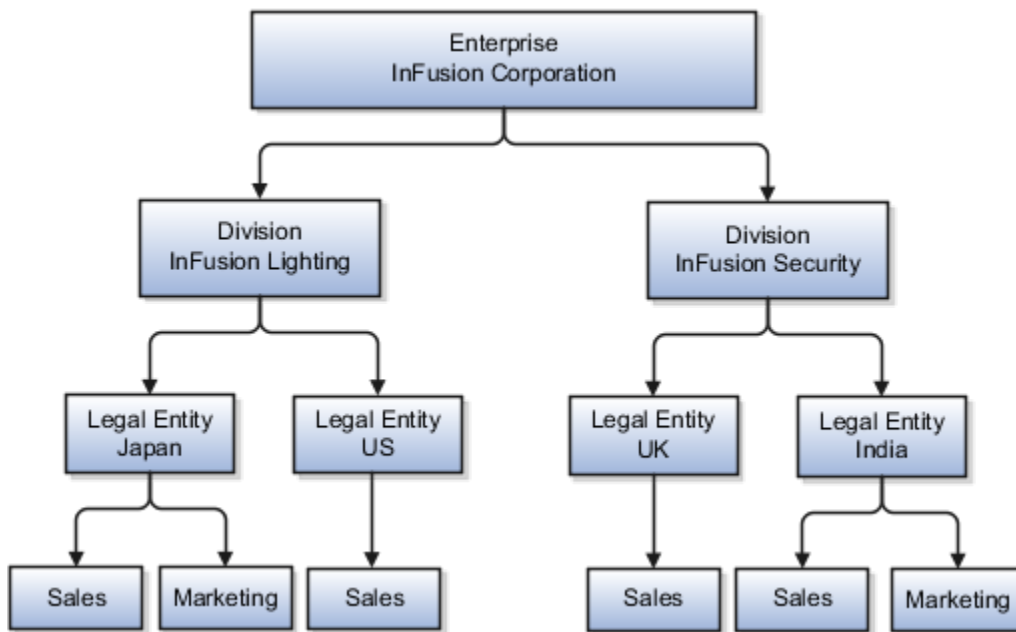 Enterprise
InFusion Corporation
Division
InFusion Lighting
Division
InFusion Security
Legal Entity
Japan
Legal Entity
US
Legal Entity
UK
Legal Entity
India
Sales
Marketing
Sales
Sales
Sales
Marketing